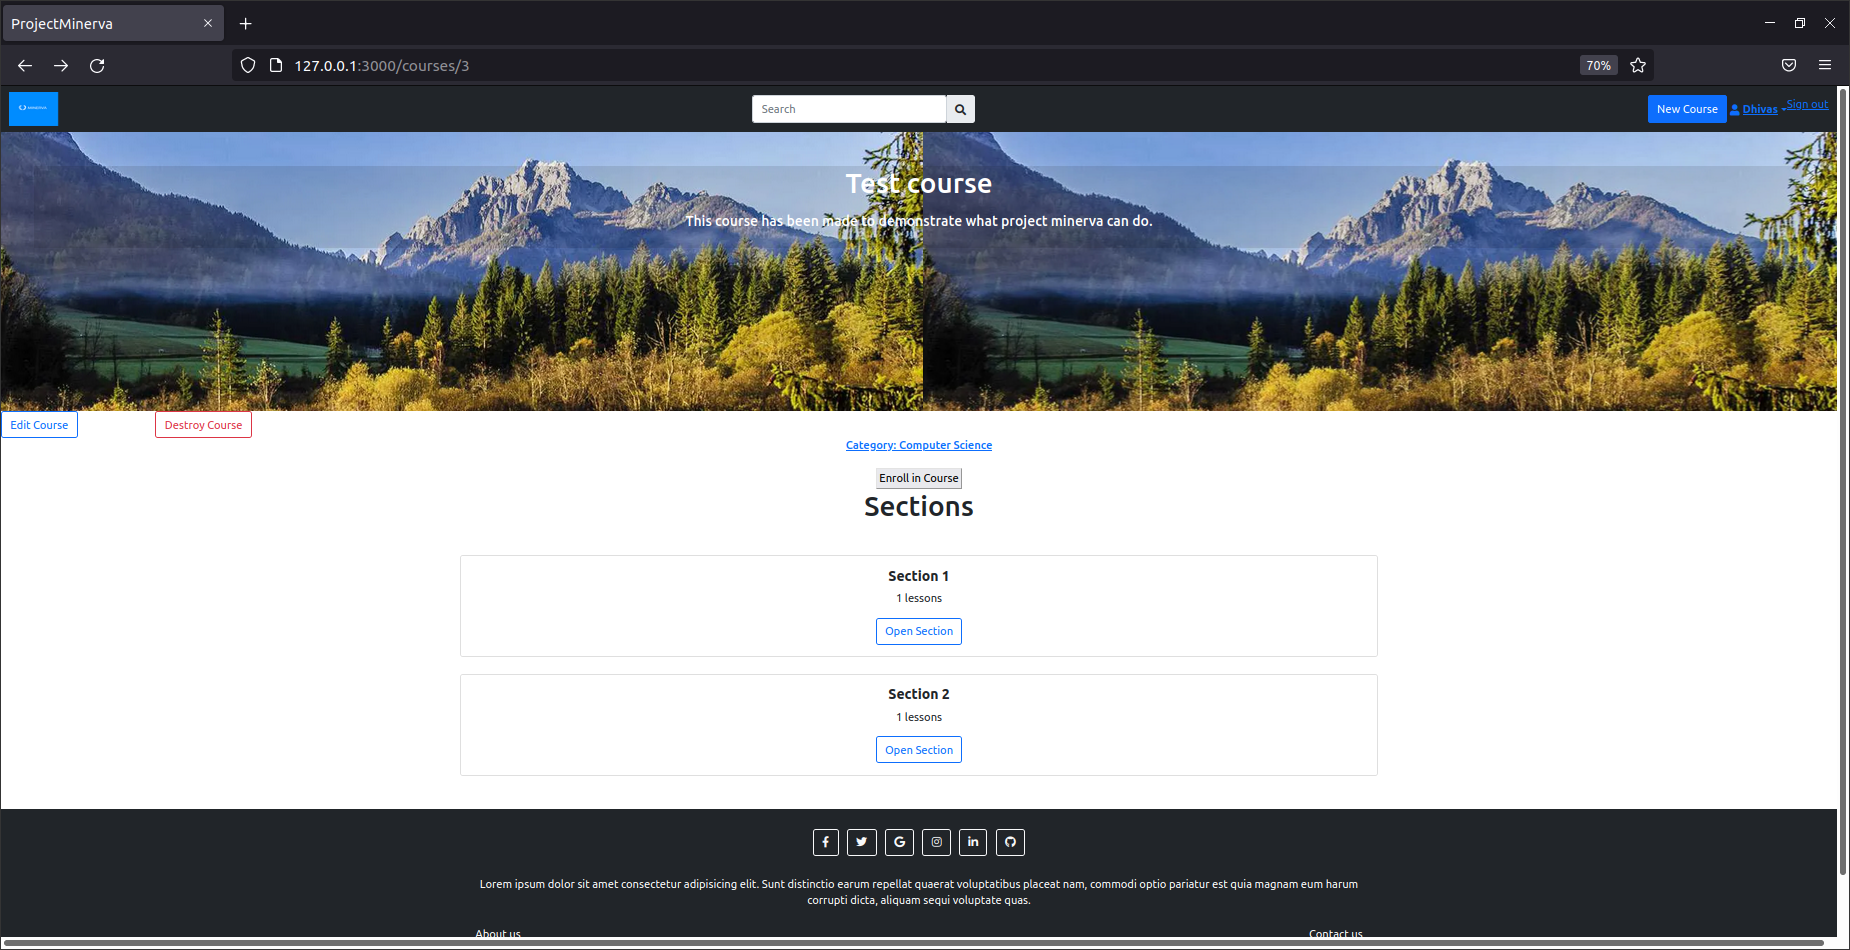 ProjectMinerva
127.0.0.1:3000/courses/3
70%
Search
New Course
Dhivas
Sign out
Test course
This course has been made to demonstrate what project minerva can do.
Edit Course
Destroy Course
Category: Computer Science
Enroll in Course
Sections
Section 1
1 lessons
Open Section
Section 2
1 lessons
Open Section
Lorem ipsum dolor sit amet consectetur adipisicing elit. Sunt distinctio earum repellat quaerat voluptatibus placeat nam, commodi optio pariatur est quia magnam eum harum
corrupti dicta, aliquam sequi voluptate quas.
About us
Contact us